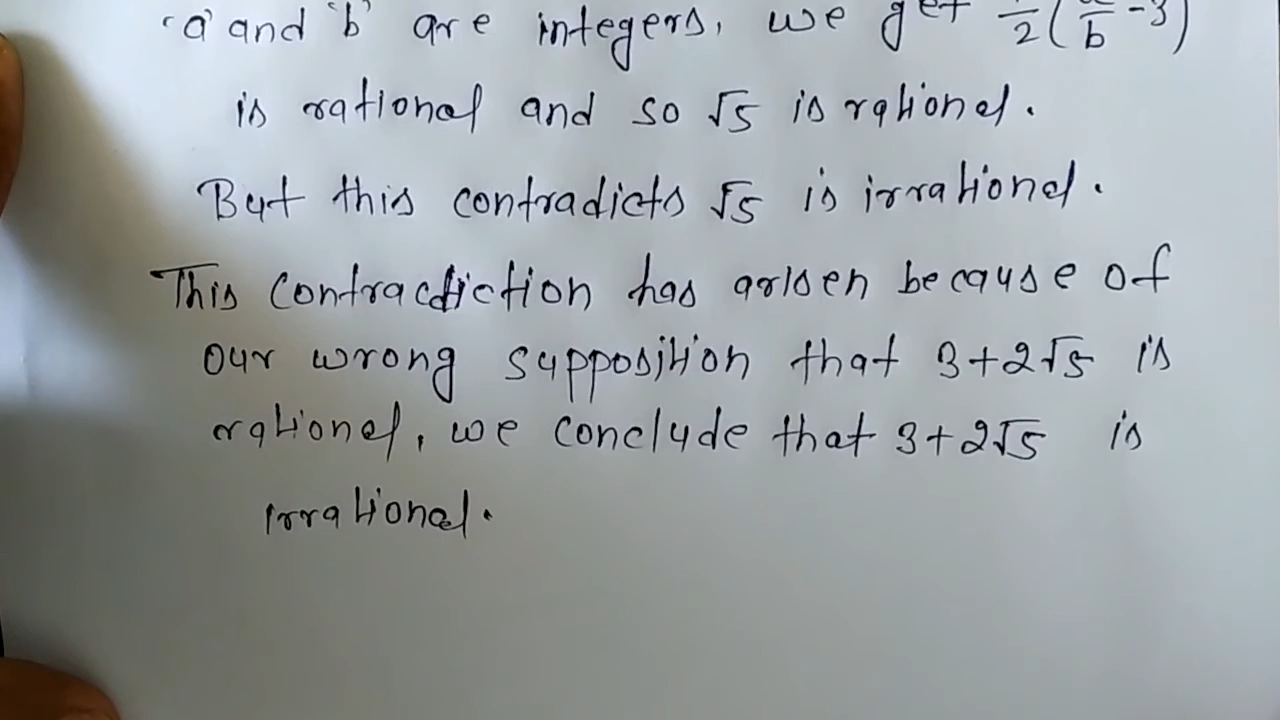 'a' and 'b' are integers, we get 1/2 (a/b - 3)
is rational and so √5 is rational.
But this contradicts √5 is irrational.
This contradiction has arisen because of
our wrong supposition that 3+2√5 is
rational, we conclude that 3+2√5 is
irrational.